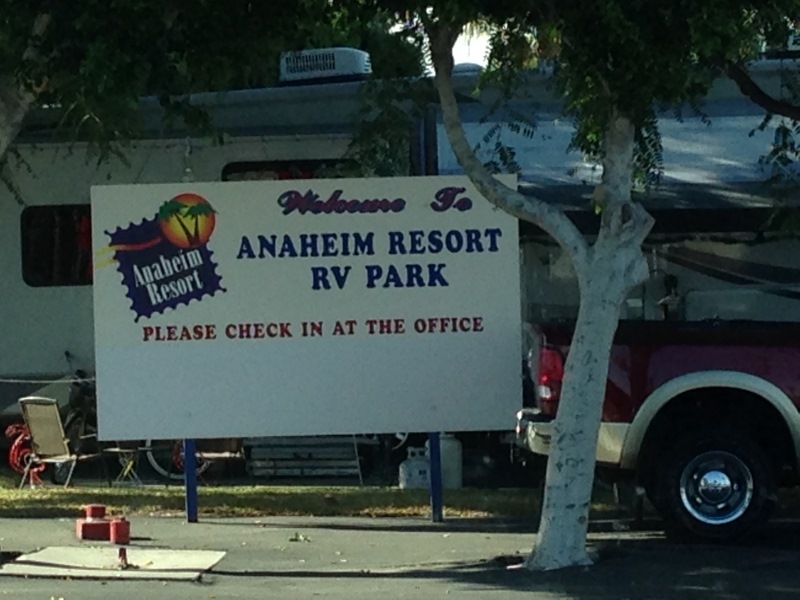 Welcome To
ANAHEIM RESORT
RV PARK
Anaheim
Resort
PLEASE CHECK IN AT THE OFFICE